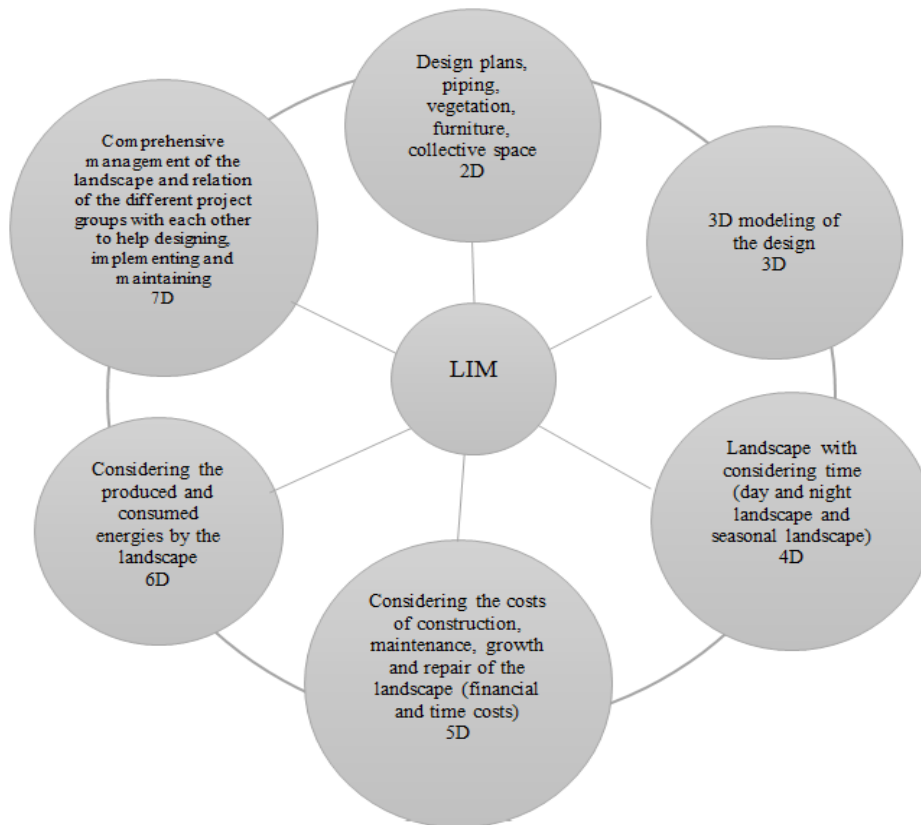 Design plans,
piping,
vegetation,
furniture,
collective space
2D
3D modeling of
the design
3D
Landscape with
considering time
(day and night
landscape and
seasonal landscape)
4D
Considering the costs
of construction,
maintenance, growth
and repair of the
landscape (financial
and time costs)
5D
Considering the
produced and
consumed
energies by the
landscape
6D
Comprehensive
management of the
landscape and relation
of the different project
groups with each other
to help designing,
implementing and
maintaining
7D
LIM